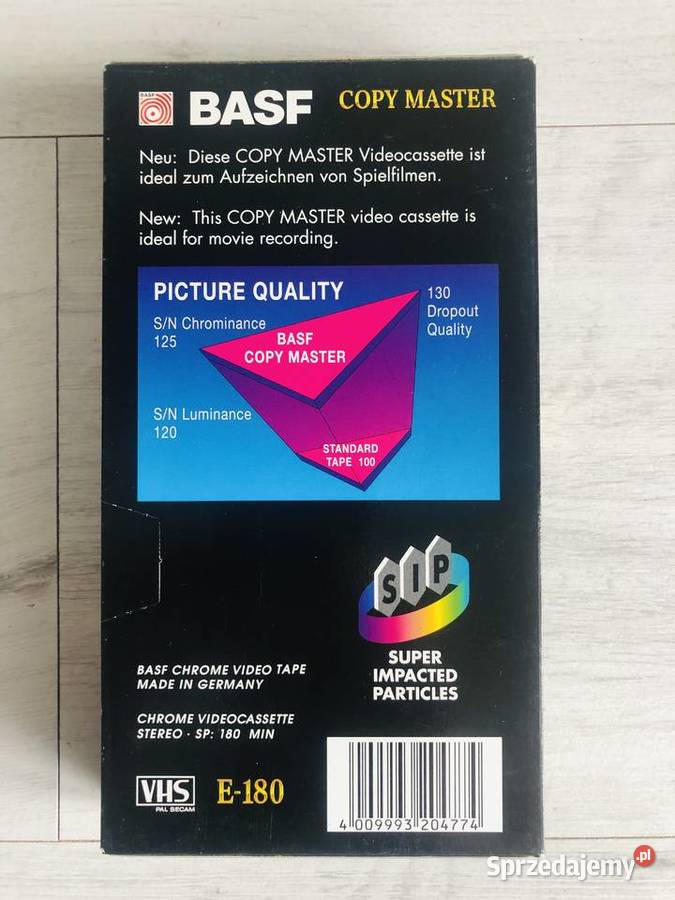 BASF
BASF COPY MASTER
Neu: Diese COPY MASTER Videocassette ist
ideal zum Aufzeichnen von Spielfilmen.
New: This COPY MASTER video cassette is
ideal for movie recording.
PICTURE QUALITY
S/N Chrominance
125
130
Dropout
Quality
BASF
COPY MASTER
S/N Luminance
120
STANDARD
TAPE 100
SIP
SUPER
IMPACTED
PARTICLES
BASF CHROME VIDEO TAPE
MADE IN GERMANY
CHROME VIDEOCASSETTE
STEREO · SP: 180 MIN
VHS
PAL SECAM
E-180
4 009993 204774
Sprzedajemy.pl